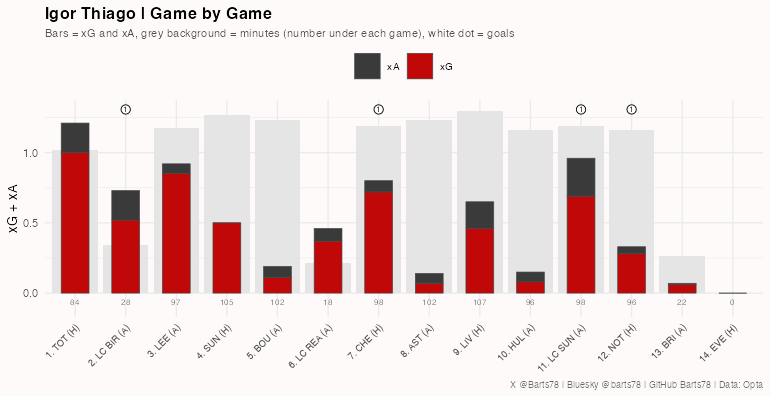 Igor Thiago | Game by Game
Bars = xG and xA, grey background = minutes (number under each game), white dot = goals
xA xG
xG + xA
1.0
0.5
0.0
1 1 1 1
84 28 97 105 102 18 98 102 107 96 98 96 22 0
1. TOT (H)
2. LC BIR (A)
3. LEE (A)
4. SUN (H)
5. BOU (A)
6. LC REA (A)
7. CHE (H)
8. AST (A)
9. LIV (H)
10. HUL (A)
11. LC SUN (A)
12. NOT (H)
13. BRI (A)
14. EVE (H)
X @Barts78 | Bluesky @barts78 | GitHub Barts78 | Data: Opta